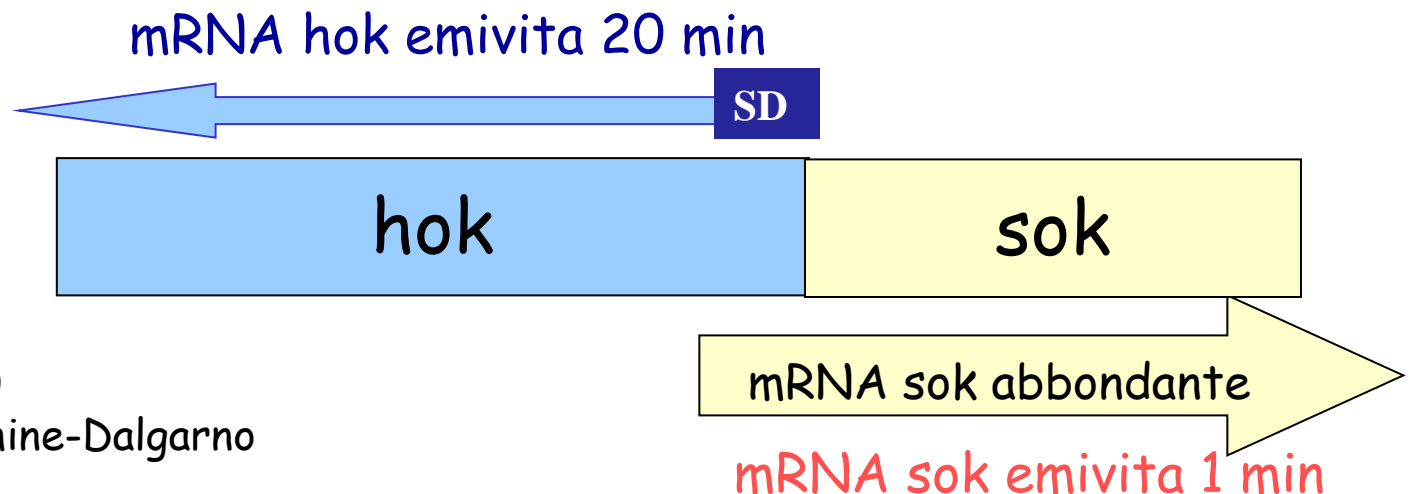 mRNA hok emivita 20 min
SD
hok
sok
mRNA sok abbondante
ine-Dalgarno
mRNA sok emivita 1 min